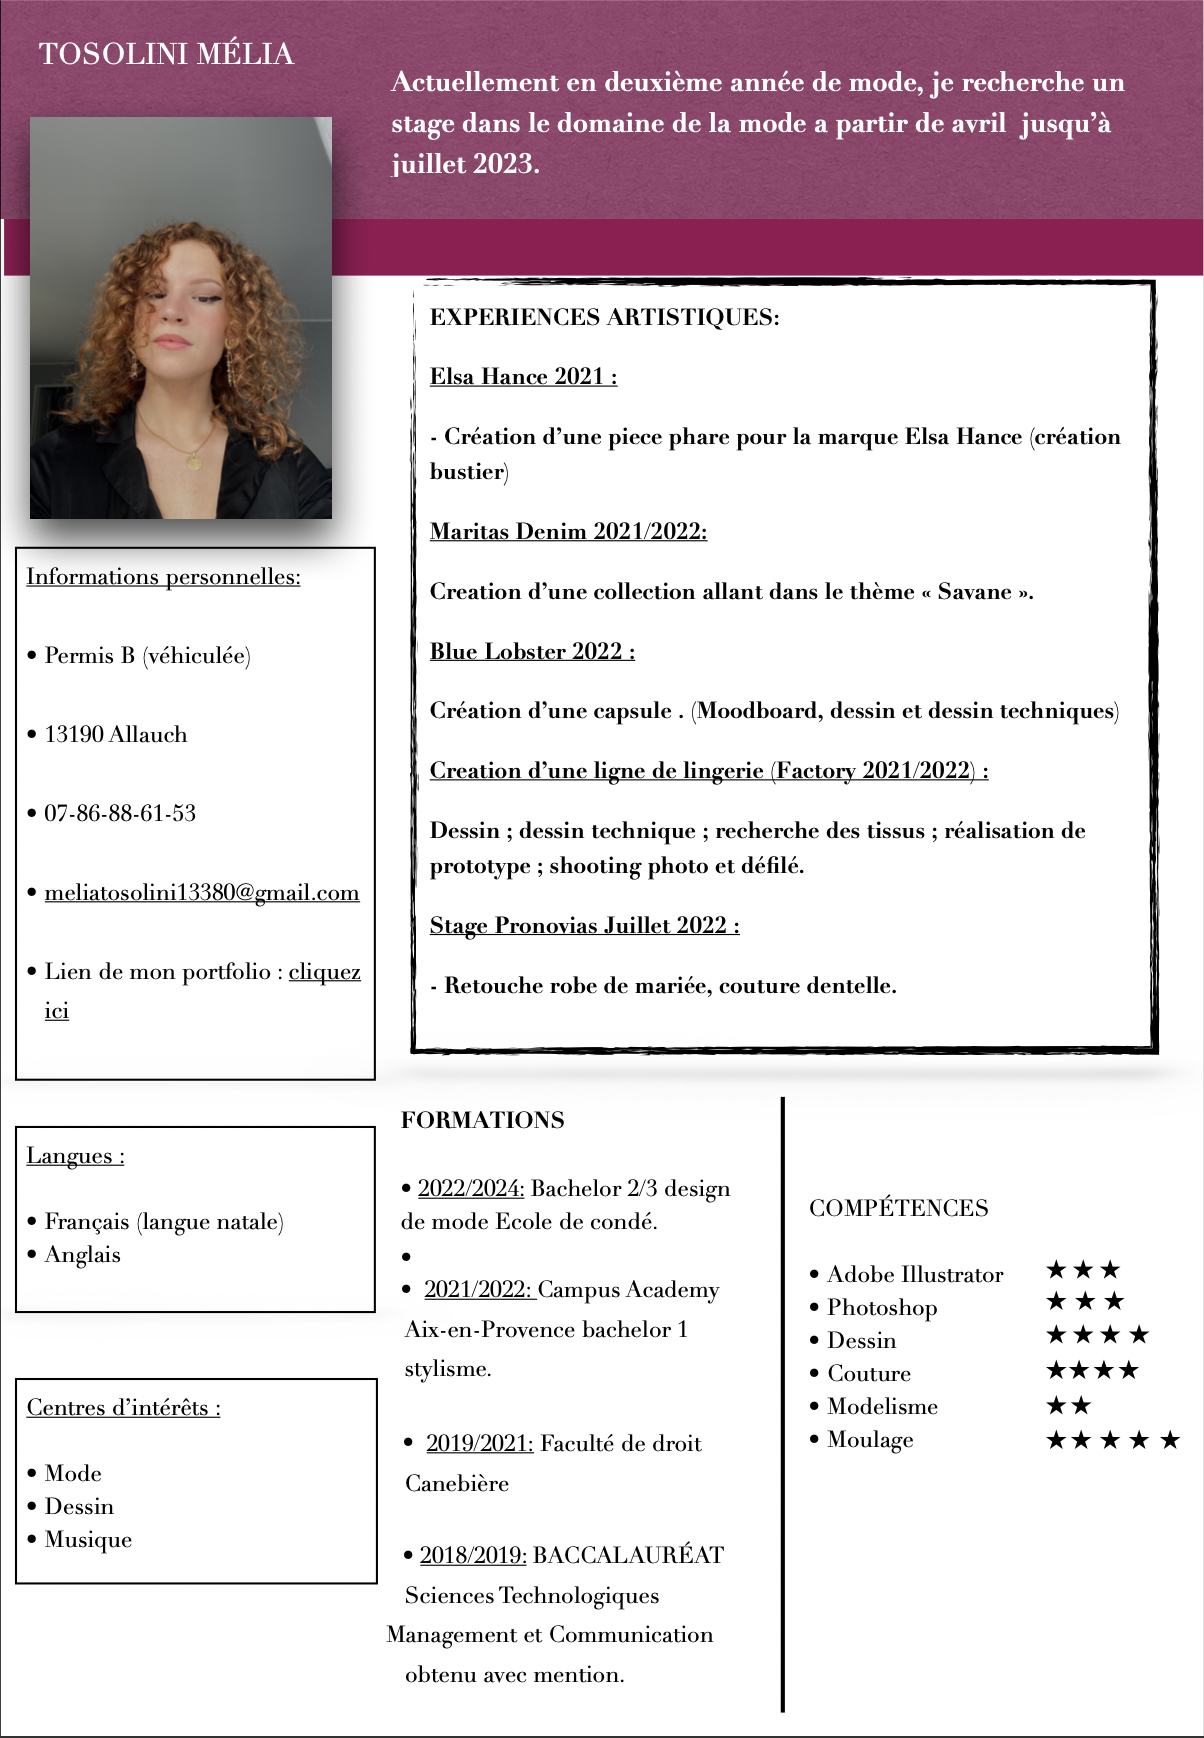 TOSOLINI MÉLIA
Actuellement en deuxième année de mode, je recherche un
stage dans le domaine de la mode a partir de avril  jusqu’à
juillet 2023.
Informations personnelles:
• Permis B (véhiculée)
• 13190 Allauch
• 07-86-88-61-53
• meliatosolini13380@gmail.com
• Lien de mon portfolio : cliquez
ici
Langues :
• Français (langue natale)
• Anglais
Centres d’intérêts :
• Mode
• Dessin
• Musique
EXPERIENCES ARTISTIQUES:
Elsa Hance 2021 :
- Création d’une piece phare pour la marque Elsa Hance (création
bustier)
Maritas Denim 2021/2022:
Creation d’une collection allant dans le thème « Savane ».
Blue Lobster 2022 :
Création d’une capsule . (Moodboard, dessin et dessin techniques)
Creation d’une ligne de lingerie (Factory 2021/2022) :
Dessin ; dessin technique ; recherche des tissus ; réalisation de
prototype ; shooting photo et défilé.
Stage Pronovias Juillet 2022 :
- Retouche robe de mariée, couture dentelle.
FORMATIONS
• 2022/2024: Bachelor 2/3 design
de mode Ecole de condé.
•
• 2021/2022: Campus Academy
Aix-en-Provence bachelor 1
stylisme.
• 2019/2021: Faculté de droit
Canebière
• 2018/2019: BACCALAURÉAT
Sciences Technologiques
Management et Communication
obtenu avec mention.
COMPÉTENCES
• Adobe Illustrator ★★★
• Photoshop ★★★
• Dessin ★★★★
• Couture ★★★★
• Modelisme ★★
• Moulage ★★★★★